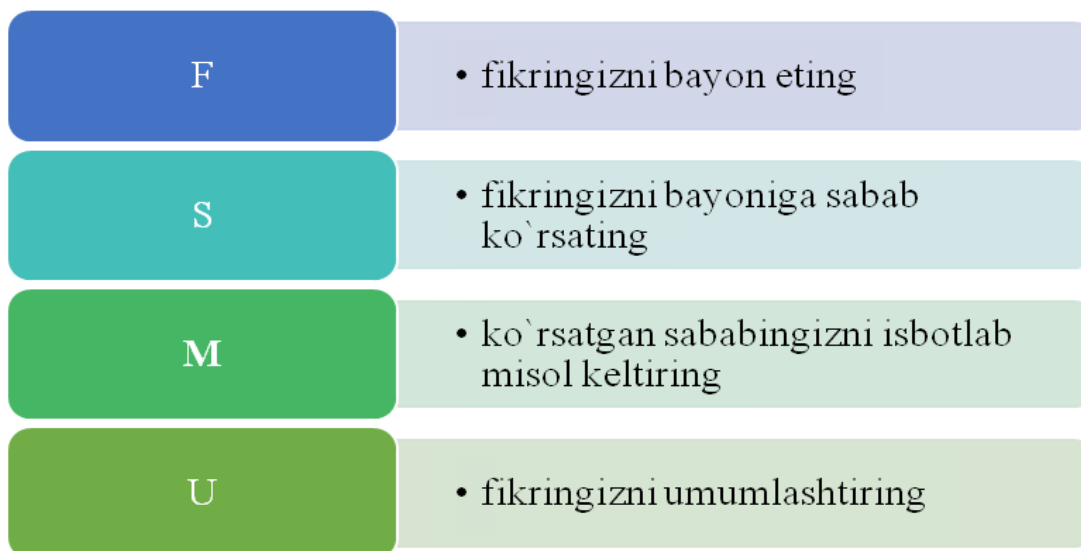 F
• fikringizni bayon eting
S
• fikringizni bayoniga sabab
ko`rsating
M
• ko`rsatgan sababingizni isbotlab
misol keltiring
U
• fikringizni umumlashtiring